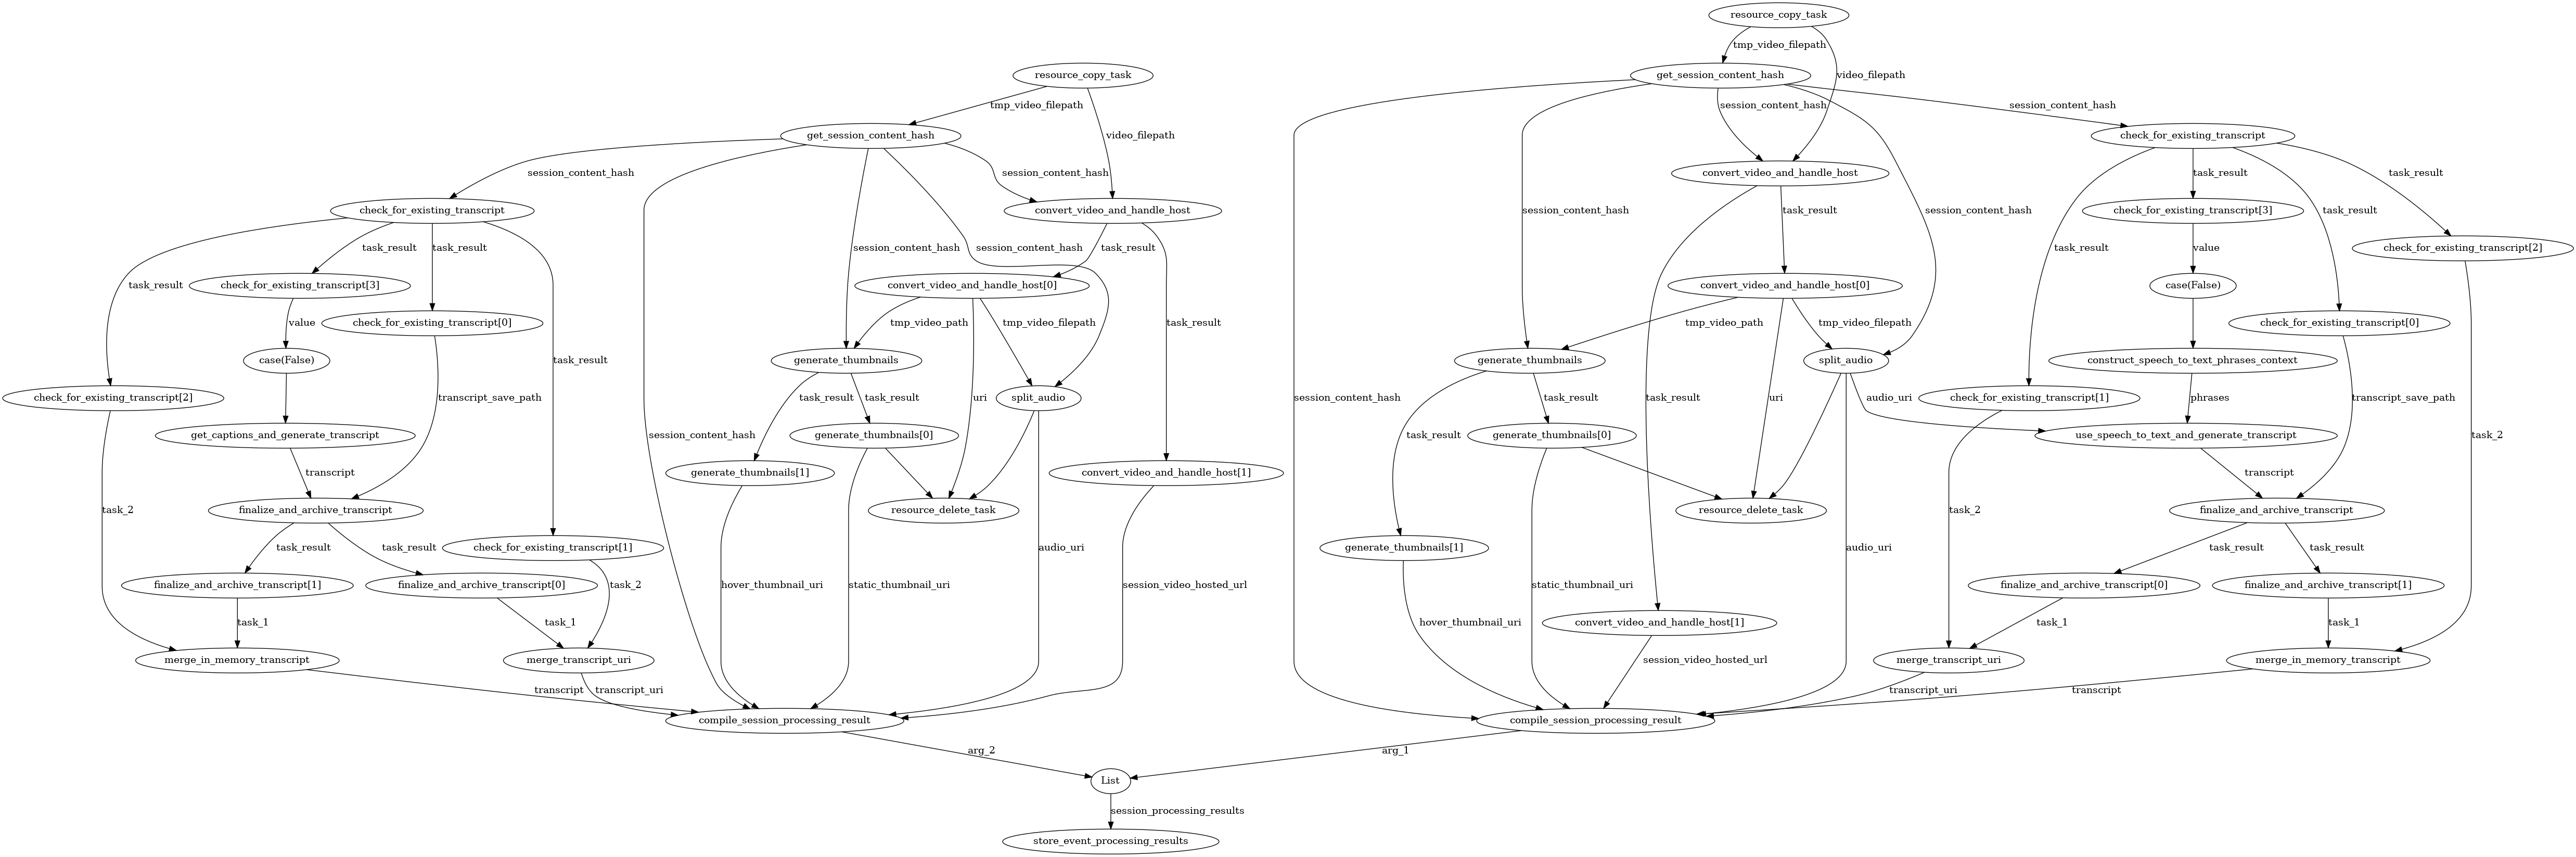 resource_copy_task
tmp_video_filepath
resource_copy_task
get_session_content_hash
video_filepath
tmp_video_filepath
session_content_hash
session_content_hash
get_session_content_hash
video_filepath
check_for_existing_transcript
session_content_hash
session_content_hash
convert_video_and_handle_host
task_result
task_result
check_for_existing_transcript
convert_video_and_handle_host
session_content_hash
session_content_hash
task_result
check_for_existing_transcript[3]
task_result
task_result
task_result
session_content_hash
session_content_hash
task_result
task_result
value
check_for_existing_transcript[2]
task_result
check_for_existing_transcript[3]
convert_video_and_handle_host[0]
convert_video_and_handle_host[0]
case(False)
value
check_for_existing_transcript[0]
tmp_video_path
tmp_video_filepath
task_result
tmp_video_path
tmp_video_filepath
check_for_existing_transcript[0]
case(False)
task_result
generate_thumbnails
generate_thumbnails
split_audio
construct_speech_to_text_phrases_context
check_for_existing_transcript[2]
transcript_save_path
task_result
task_result
uri
split_audio
session_content_hash
task_result
task_result
uri
audio_uri
check_for_existing_transcript[1]
phrases
transcript_save_path
get_captions_and_generate_transcript
session_content_hash
generate_thumbnails[0]
task_result
generate_thumbnails[0]
use_speech_to_text_and_generate_transcript
task_2
transcript
generate_thumbnails[1]
convert_video_and_handle_host[1]
transcript
task_2
finalize_and_archive_transcript
resource_delete_task
resource_delete_task
task_2
finalize_and_archive_transcript
task_result
task_result
check_for_existing_transcript[1]
audio_uri
generate_thumbnails[1]
audio_uri
task_result
task_result
finalize_and_archive_transcript[1]
finalize_and_archive_transcript[0]
task_2
hover_thumbnail_uri
static_thumbnail_uri
session_video_hosted_url
static_thumbnail_uri
finalize_and_archive_transcript[0]
finalize_and_archive_transcript[1]
task_1
task_1
hover_thumbnail_uri
convert_video_and_handle_host[1]
task_1
task_1
merge_in_memory_transcript
merge_transcript_uri
session_video_hosted_url
merge_transcript_uri
merge_in_memory_transcript
transcript
transcript_uri
transcript_uri
transcript
compile_session_processing_result
compile_session_processing_result
arg_2
arg_1
List
session_processing_results
store_event_processing_results